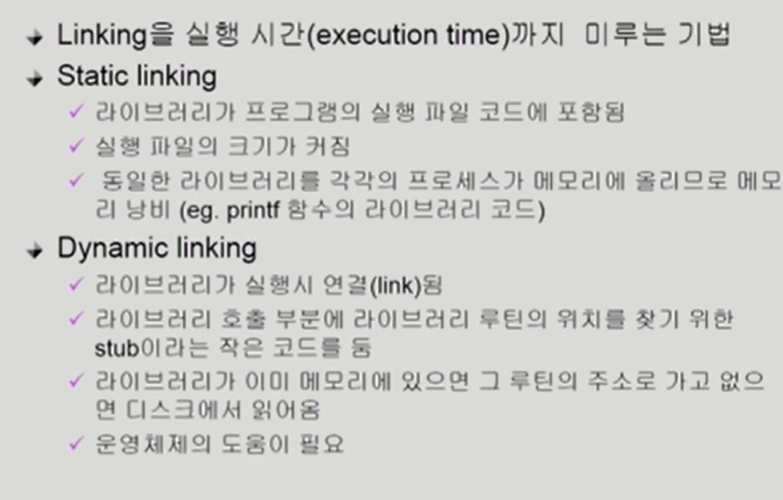 Linking을 실행 시간(execution time)까지 미루는 기법
Static linking
라이브러리가 프로그램의 실행 파일 코드에 포함됨
실행 파일의 크기가 커짐
동일한 라이브러리를 각각의 프로세스가 메모리에 올리므로 메모
리 낭비 (eg. printf 함수의 라이브러리 코드)
Dynamic linking
라이브러리가 실행시 연결(link)됨
라이브러리 호출 부분에 라이브러리 루틴의 위치를 찾기 위한
stub이라는 작은 코드를 둠
라이브러리가 이미 메모리에 있으면 그 루틴의 주소로 가고 없으
면 디스크에서 읽어옴
운영체제의 도움이 필요